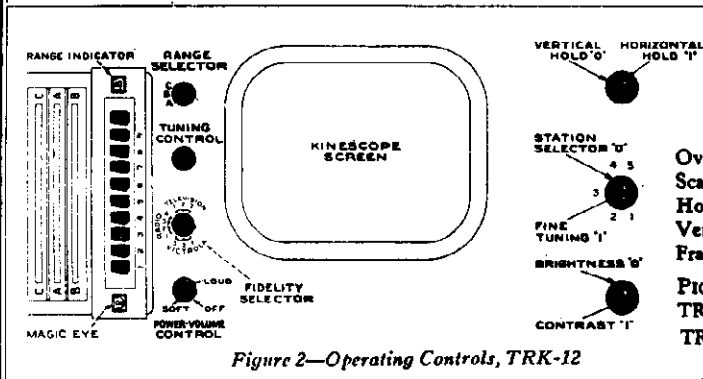 RANGE INDICATOR
RANGE
SELECTOR
C
B
A
TUNING
CONTROL
KINESCOPE
SCREEN
C
A
B
RADIO
TELEVISION
VICTROLA
FIDELITY
SELECTOR
LOUD
SOFT
OFF
POWER-VOLUME
CONTROL
MAGIC EYE
C
A
B
VERTICAL
HOLD "O"
HORIZONTAL
HOLD "I"
STATION
SELECTOR "O"
4 5
3
2 1
FINE
TUNING "I"
BRIGHTNESS "O"
CONTRAST "I"
Ov
Sca
Ho
Ver
Fra
PIC
TR
TR
Figure 2—Operating Controls, TRK-12